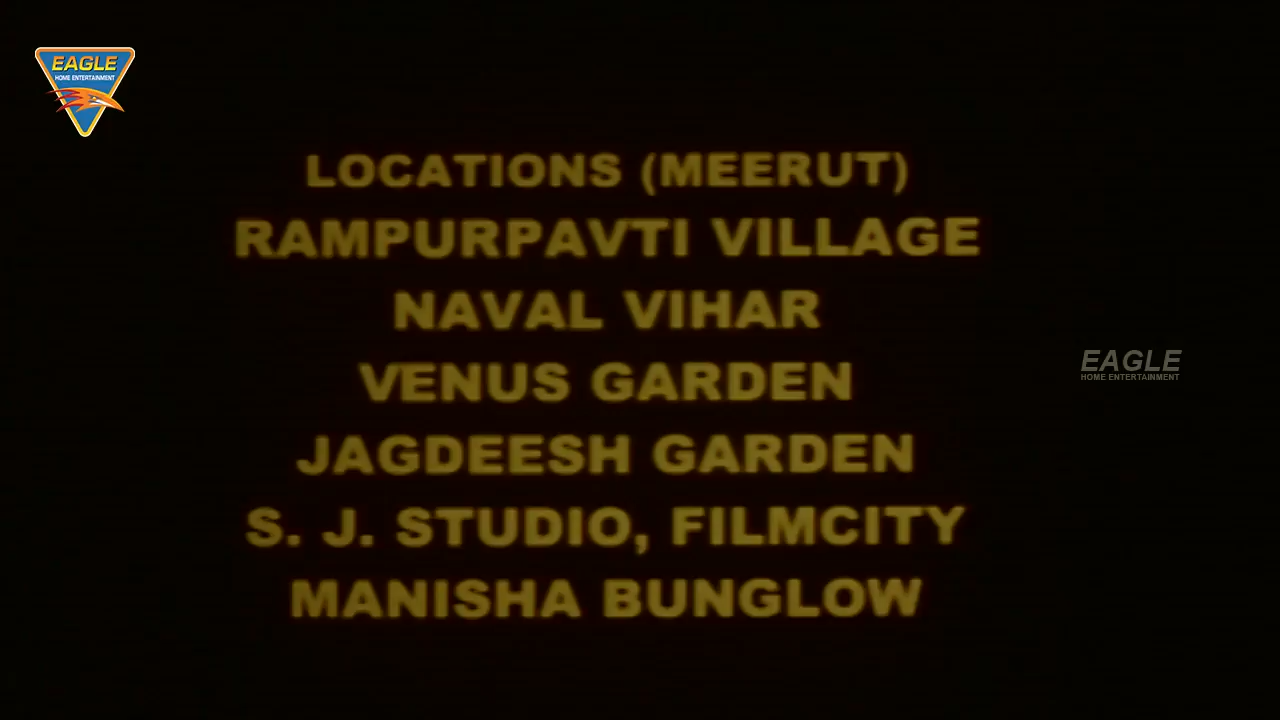 EAGLE
HOME ENTERTAINMENT
LOCATIONS (MEERUT)
RAMPURPAVTI VILLAGE
NAVAL VIHAR
VENUS GARDEN
JAGDEESH GARDEN
S. J. STUDIO, FILMCITY
MANISHA BUNGLOW
EAGLE
HOME ENTERTAINMENT